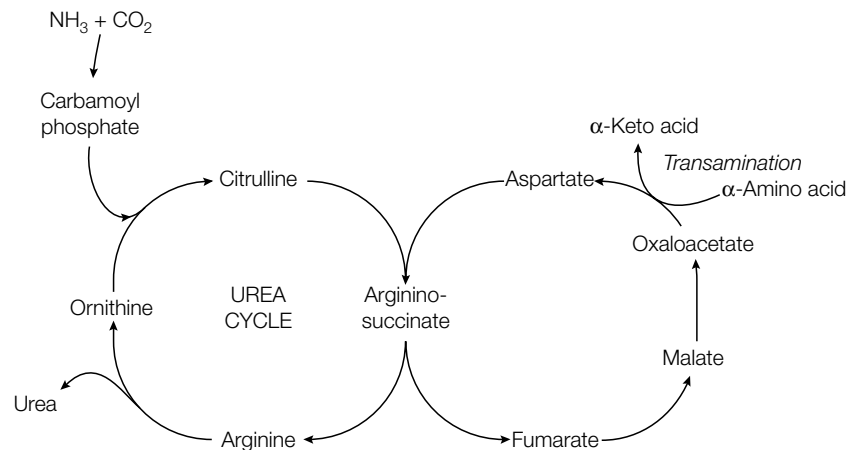 NH₃ + CO₂
Carbamoyl
phosphate
α-Keto acid
Transamination
α-Amino acid
Citrulline
Aspartate
Oxaloacetate
Ornithine
UREA
CYCLE
Arginino-
succinate
Malate
Urea
Arginine
Fumarate